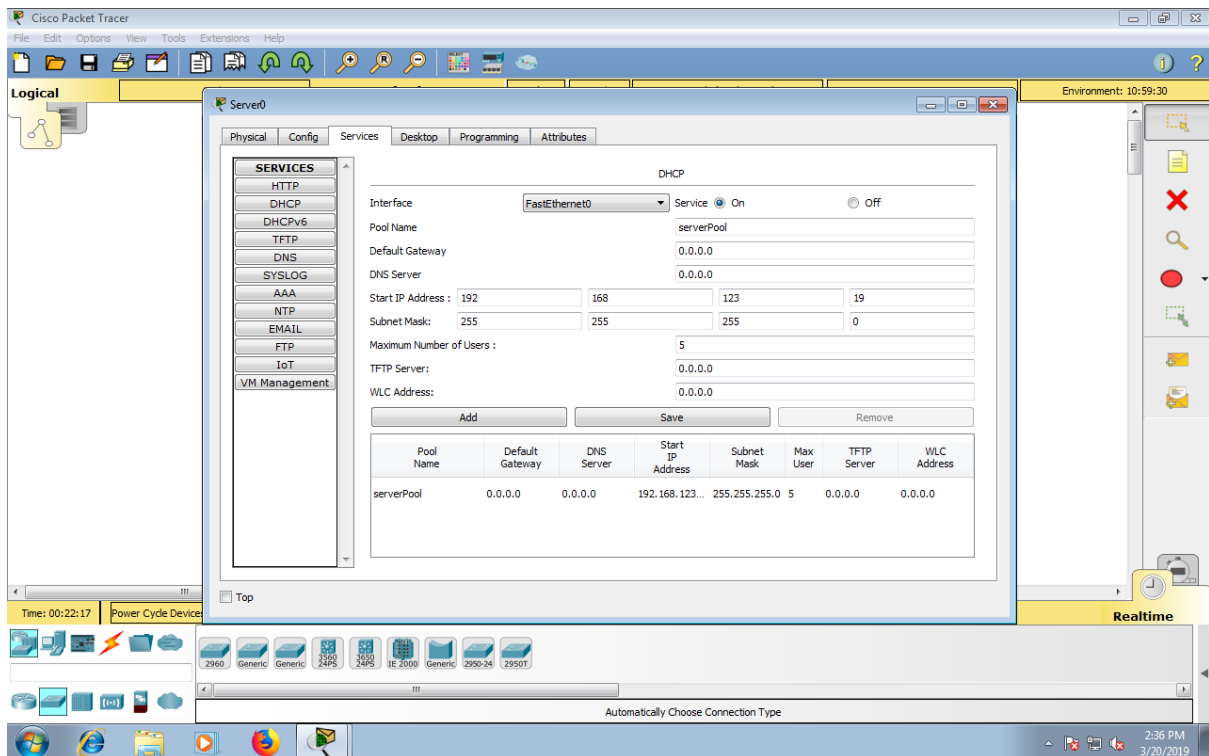 Cisco Packet Tracer
File Edit Options View Tools Extensions Help
Logical
Environment: 10:59:30
Server0
Physical Config Services Desktop Programming Attributes
SERVICES
HTTP
DHCP
DHCPv6
TFTP
DNS
SYSLOG
AAA
NTP
EMAIL
FTP
IoT
VM Management
DHCP
Interface FastEthernet0 Service On Off
Pool Name serverPool
Default Gateway 0.0.0.0
DNS Server 0.0.0.0
Start IP Address : 192 168 123 19
Subnet Mask: 255 255 255 0
Maximum Number of Users : 5
TFTP Server: 0.0.0.0
WLC Address: 0.0.0.0
Add Save Remove
Pool Name Default Gateway DNS Server Start IP Address Subnet Mask Max User TFTP Server WLC Address
serverPool 0.0.0.0 0.0.0.0 192.168.123... 255.255.255.0 5 0.0.0.0 0.0.0.0
Top
Time: 00:22:17 Power Cycle Devices
Realtime
2960 Generic Generic 3560 24PS 3650 24PS IE 2000 Generic 2950-24 2950T
Automatically Choose Connection Type
2:36 PM
3/20/2019